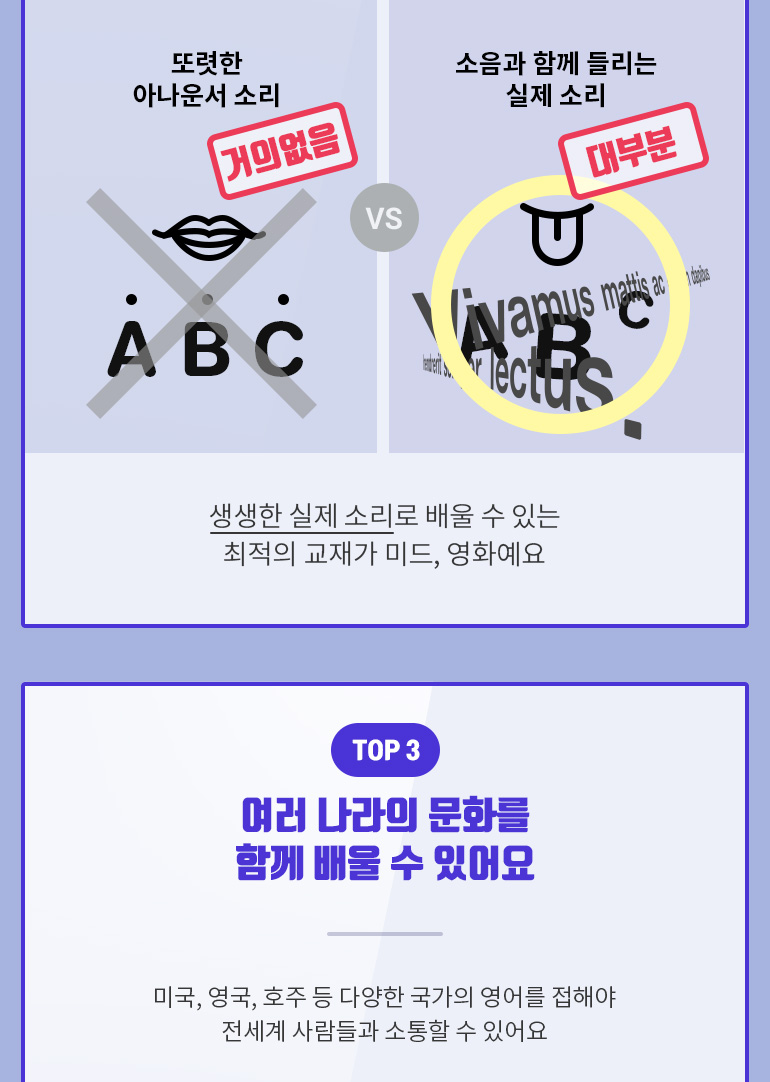 또렷한
아나운서 소리
거의없음
소음과 함께 들리는
실제 소리
대부분
VS
A B C
Vivamus mattis ac dapibus
A B C
lectus.
생생한 실제 소리로 배울 수 있는
최적의 교재가 미드, 영화예요
TOP 3
여러 나라의 문화를
함께 배울 수 있어요
미국, 영국, 호주 등 다양한 국가의 영어를 접해야
전세계 사람들과 소통할 수 있어요